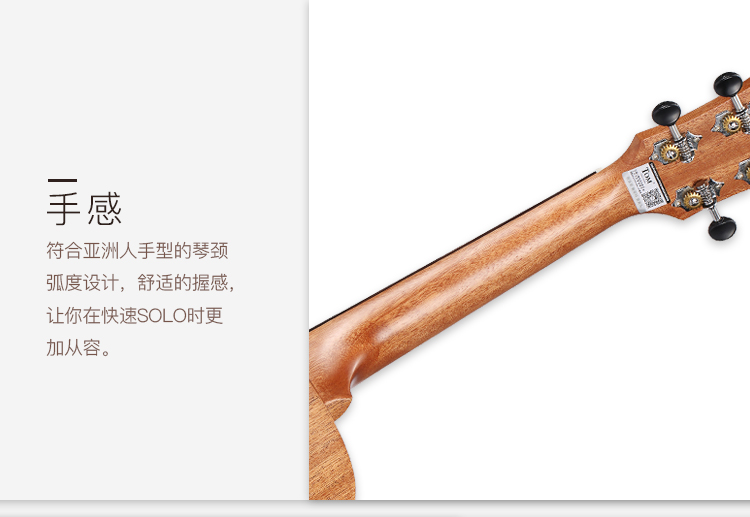 手感
符合亚洲人手型的琴颈
弧度设计，舒适的握感，
让你在快速SOLO时更
加从容。
Tom